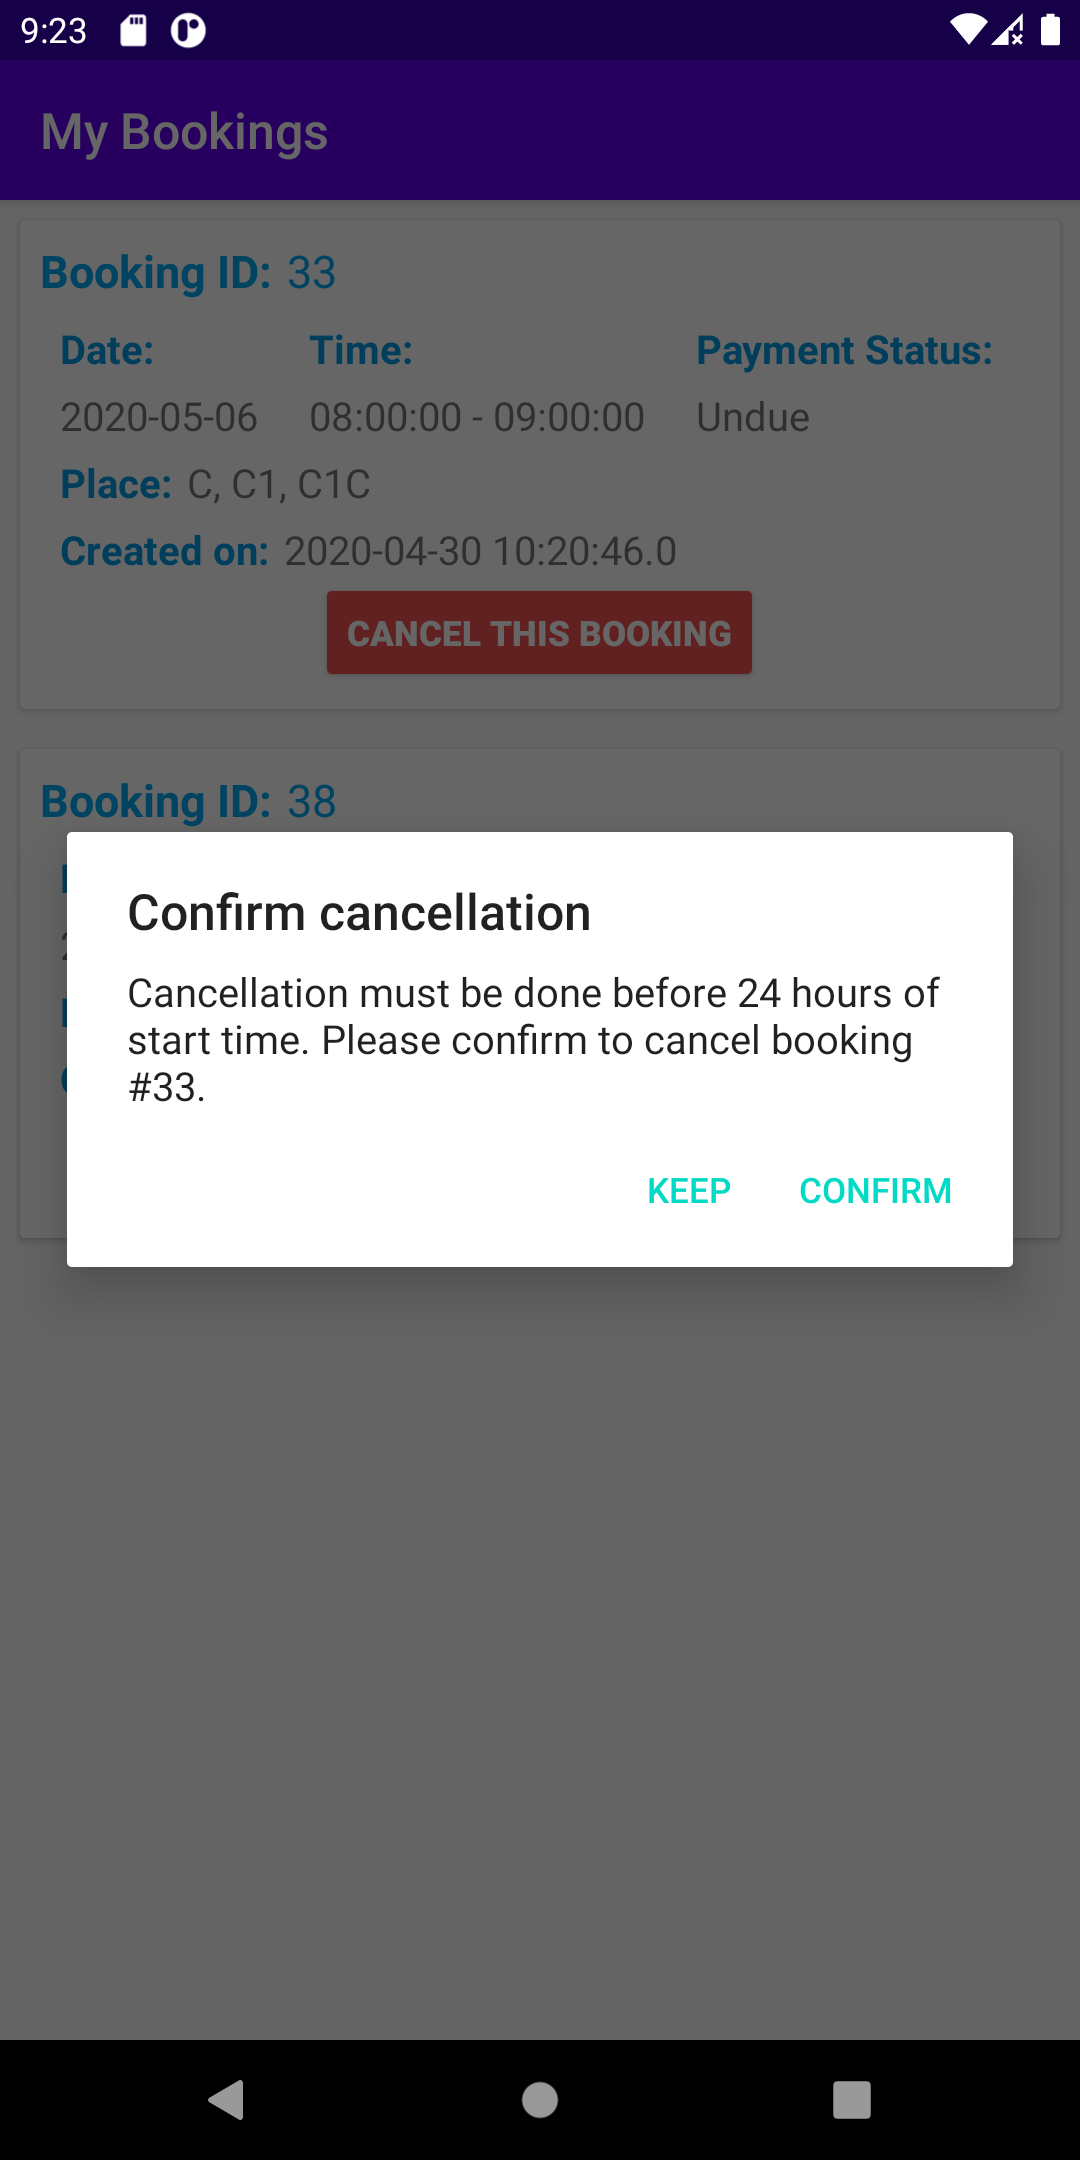 9:23
My Bookings
Booking ID: 33
Date: Time: Payment Status:
2020-05-06 08:00:00 - 09:00:00 Undue
Place: C, C1, C1C
Created on: 2020-04-30 10:20:46.0
CANCEL THIS BOOKING
Booking ID: 38
Confirm cancellation
Cancellation must be done before 24 hours of
start time. Please confirm to cancel booking
#33.
KEEP CONFIRM